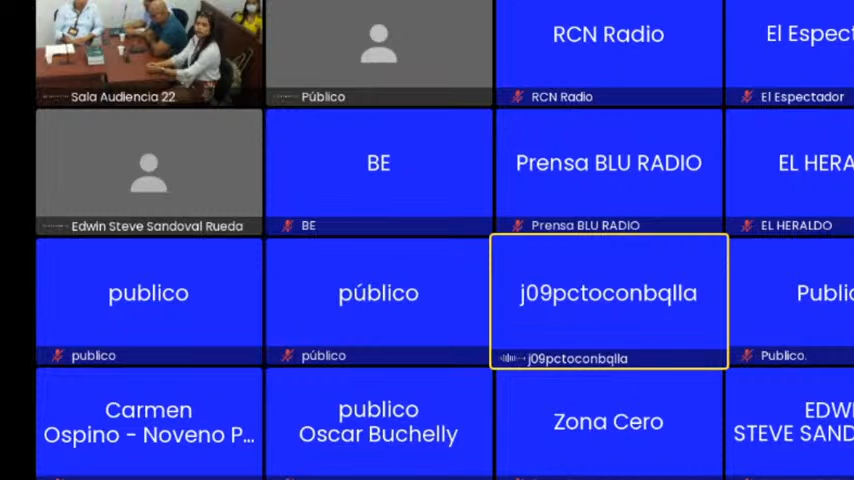 RCN Radio
El Espect
Sala Audiencia 22
Público
RCN Radio
El Espectador
BE
Prensa BLU RADIO
EL HERA
Edwin Steve Sandoval Rueda
BE
Prensa BLU RADIO
EL HERALDO
publico
público
j09pctoconbqlla
Public
publico
público
j09pctoconbqlla
Publico.
Carmen
Ospino - Noveno P...
publico
Oscar Buchelly
Zona Cero
EDWI
STEVE SAND